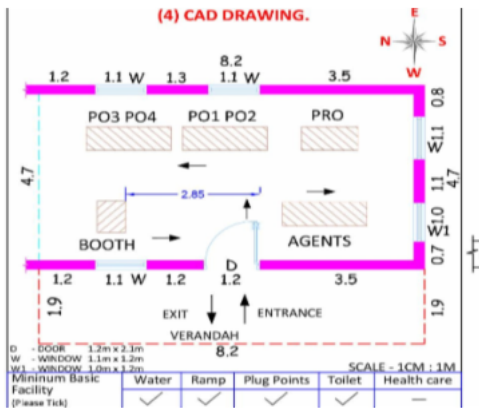 (4) CAD DRAWING.
E
N S
W
8.2
1.2 1.1 W 1.3 1.1 W 3.5
0.8
PO3 PO4 PO1 PO2 PRO
W1.1
4.7 1.1 4.7
2.85
1.0
W1
BOOTH AGENTS
0.7
D
1.2 1.1 W 1.2 1.2 3.5
1.9 EXIT ENTRANCE 1.9
VERANDAH
8.2
D - DOOR 1.2m x 2.1m
W - WINDOW 1.1m x 1.2m
W1 - WINDOW 1.0m x 1.2m
SCALE - 1CM : 1M
Mininum Basic Facility Water Ramp Plug Points Toilet Health care
[Please Tick] ✓ ✓ ✓ ✓ —